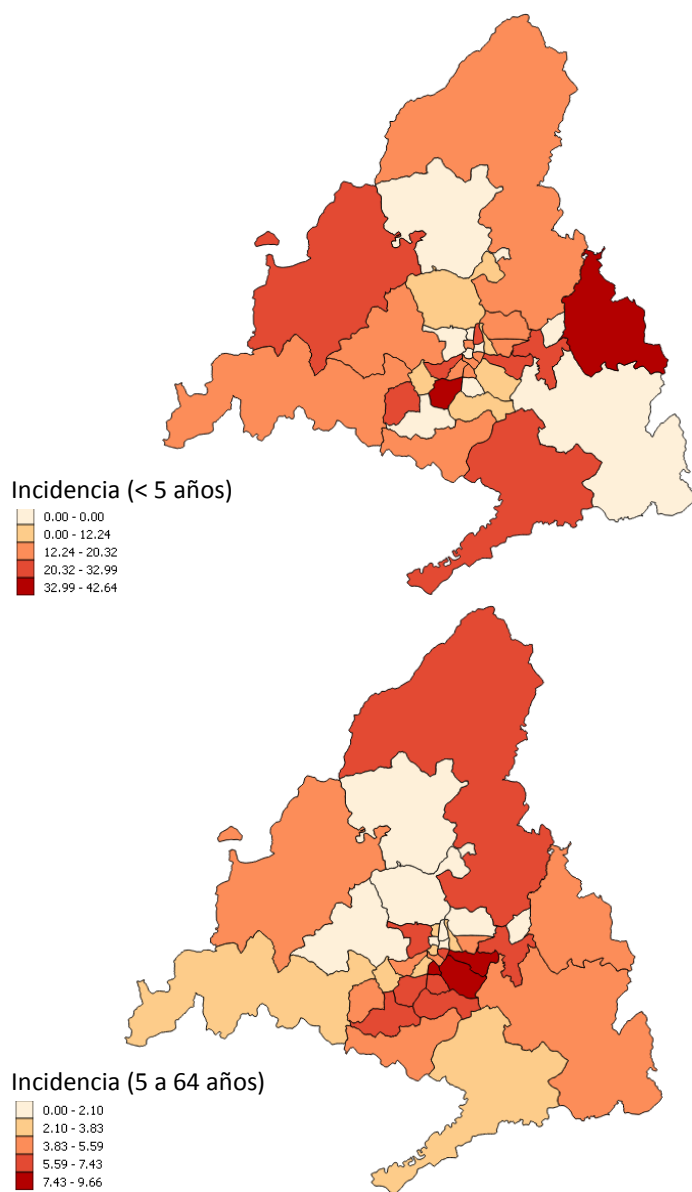 Incidencia (< 5 años)
0.00 - 0.00
0.00 - 12.24
12.24 - 20.32
20.32 - 32.99
32.99 - 42.64
Incidencia (5 a 64 años)
0.00 - 2.10
2.10 - 3.83
3.83 - 5.59
5.59 - 7.43
7.43 - 9.66